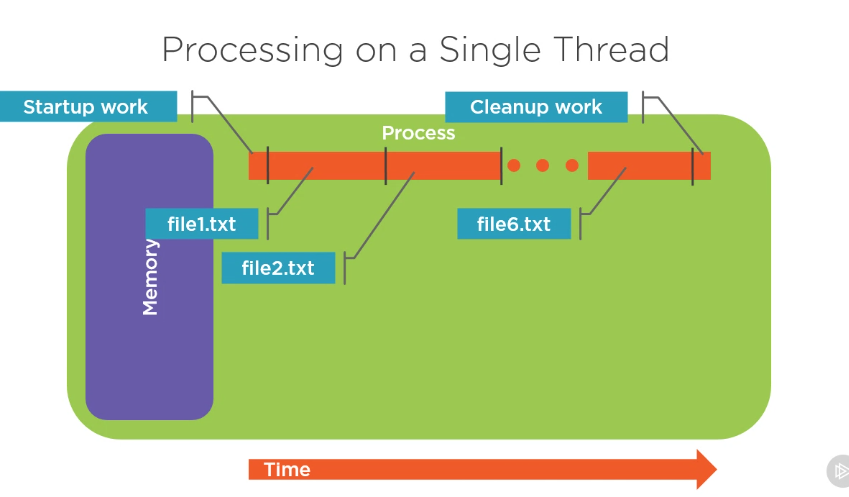 Processing on a Single Thread
Startup work
Cleanup work
Process
file1.txt
file6.txt
file2.txt
Memory
Time